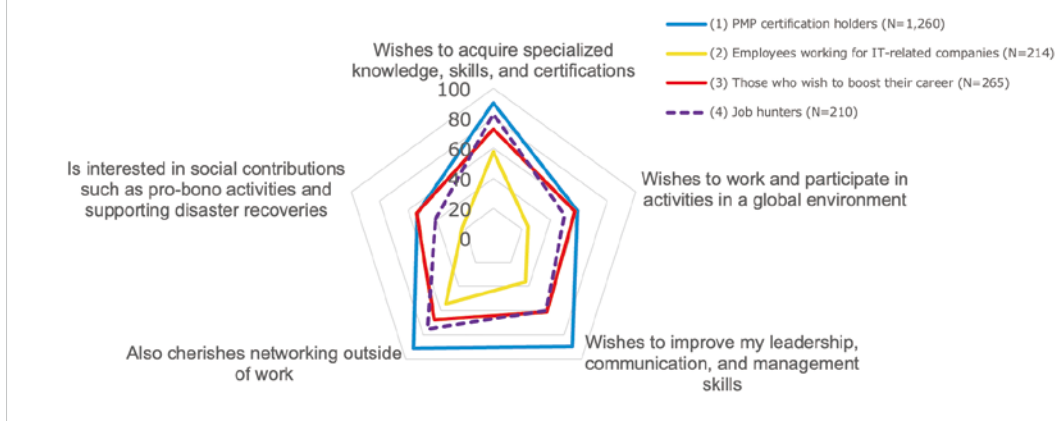 (1) PMP certification holders (N=1,260)
(2) Employees working for IT-related companies (N=214)
(3) Those who wish to boost their career (N=265)
(4) Job hunters (N=210)
Wishes to acquire specialized
knowledge, skills, and certifications
100
80
60
40
20
0
Is interested in social contributions
such as pro-bono activities and
supporting disaster recoveries
Wishes to work and participate in
activities in a global environment
Also cherishes networking outside
of work
Wishes to improve my leadership,
communication, and management
skills